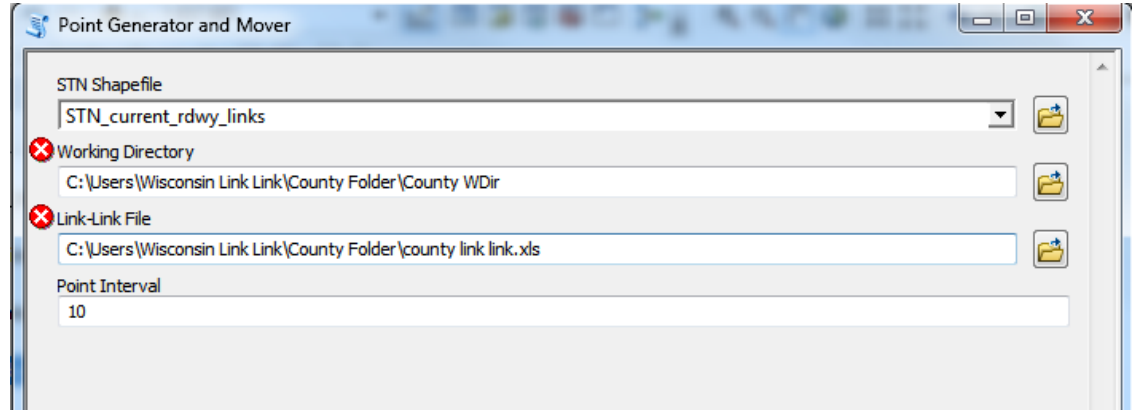 Point Generator and Mover
STN Shapefile
STN_current_rdwy_links
Working Directory
C:\Users\Wisconsin Link Link\County Folder\County WDir
Link-Link File
C:\Users\Wisconsin Link Link\County Folder\county link link.xls
Point Interval
10